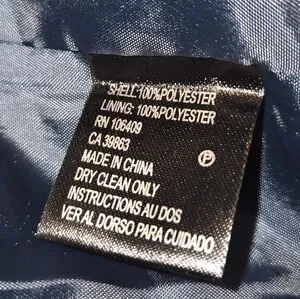 SHELL:100%POLYESTER
LINING: 100%POLYESTER
RN 106409
CA 39863
MADE IN CHINA
P
DRY CLEAN ONLY
INSTRUCTIONS AU DOS
VER AL DORSO PARA CUIDADO